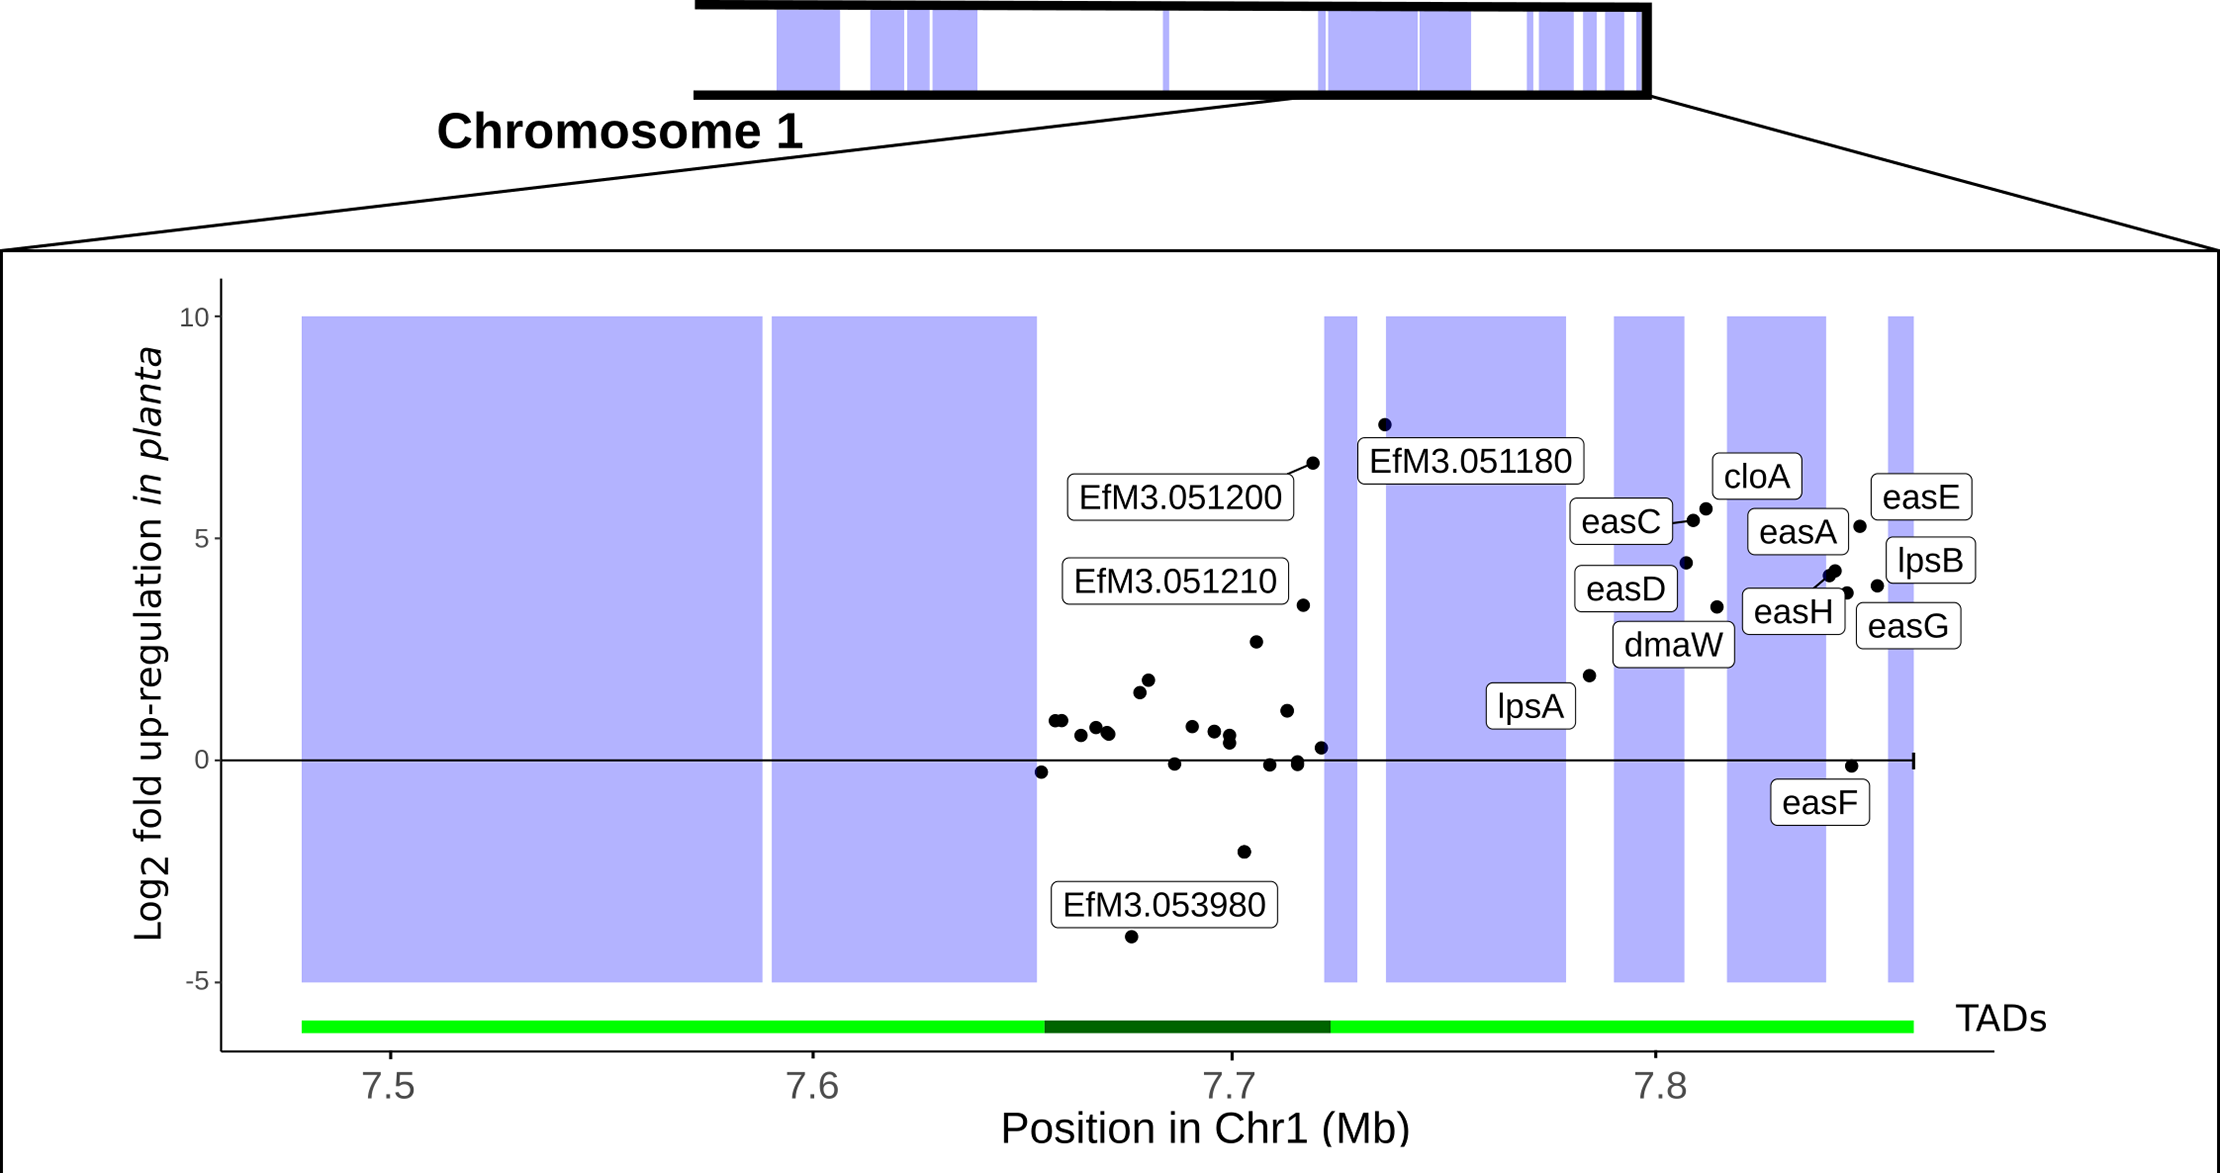 Chromosome 1
10
5
0
-5
Log2 fold up-regulation in planta
EfM3.051180
EfM3.051200
cloA
easE
easC
easA
lpsB
EfM3.051210
easD
easH
easG
dmaW
lpsA
easF
EfM3.053980
TADs
7.5
7.6
7.7
7.8
Position in Chr1 (Mb)